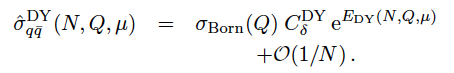 σ̂_{qq̄}^{DY}(N, Q, μ) = σ_{Born}(Q) C_δ^{DY} e^{E_{DY}(N,Q,μ)}
+𝒪(1/N) .